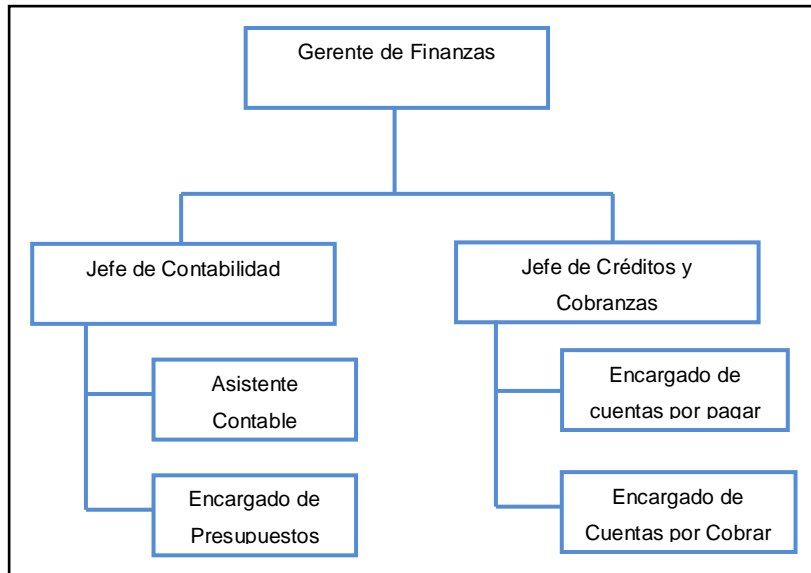 Gerente de Finanzas
Jefe de Contabilidad
Jefe de Créditos y
Cobranzas
Asistente
Contable
Encargado de
Presupuestos
Encargado de
cuentas por pagar
Encargado de
Cuentas por Cobrar